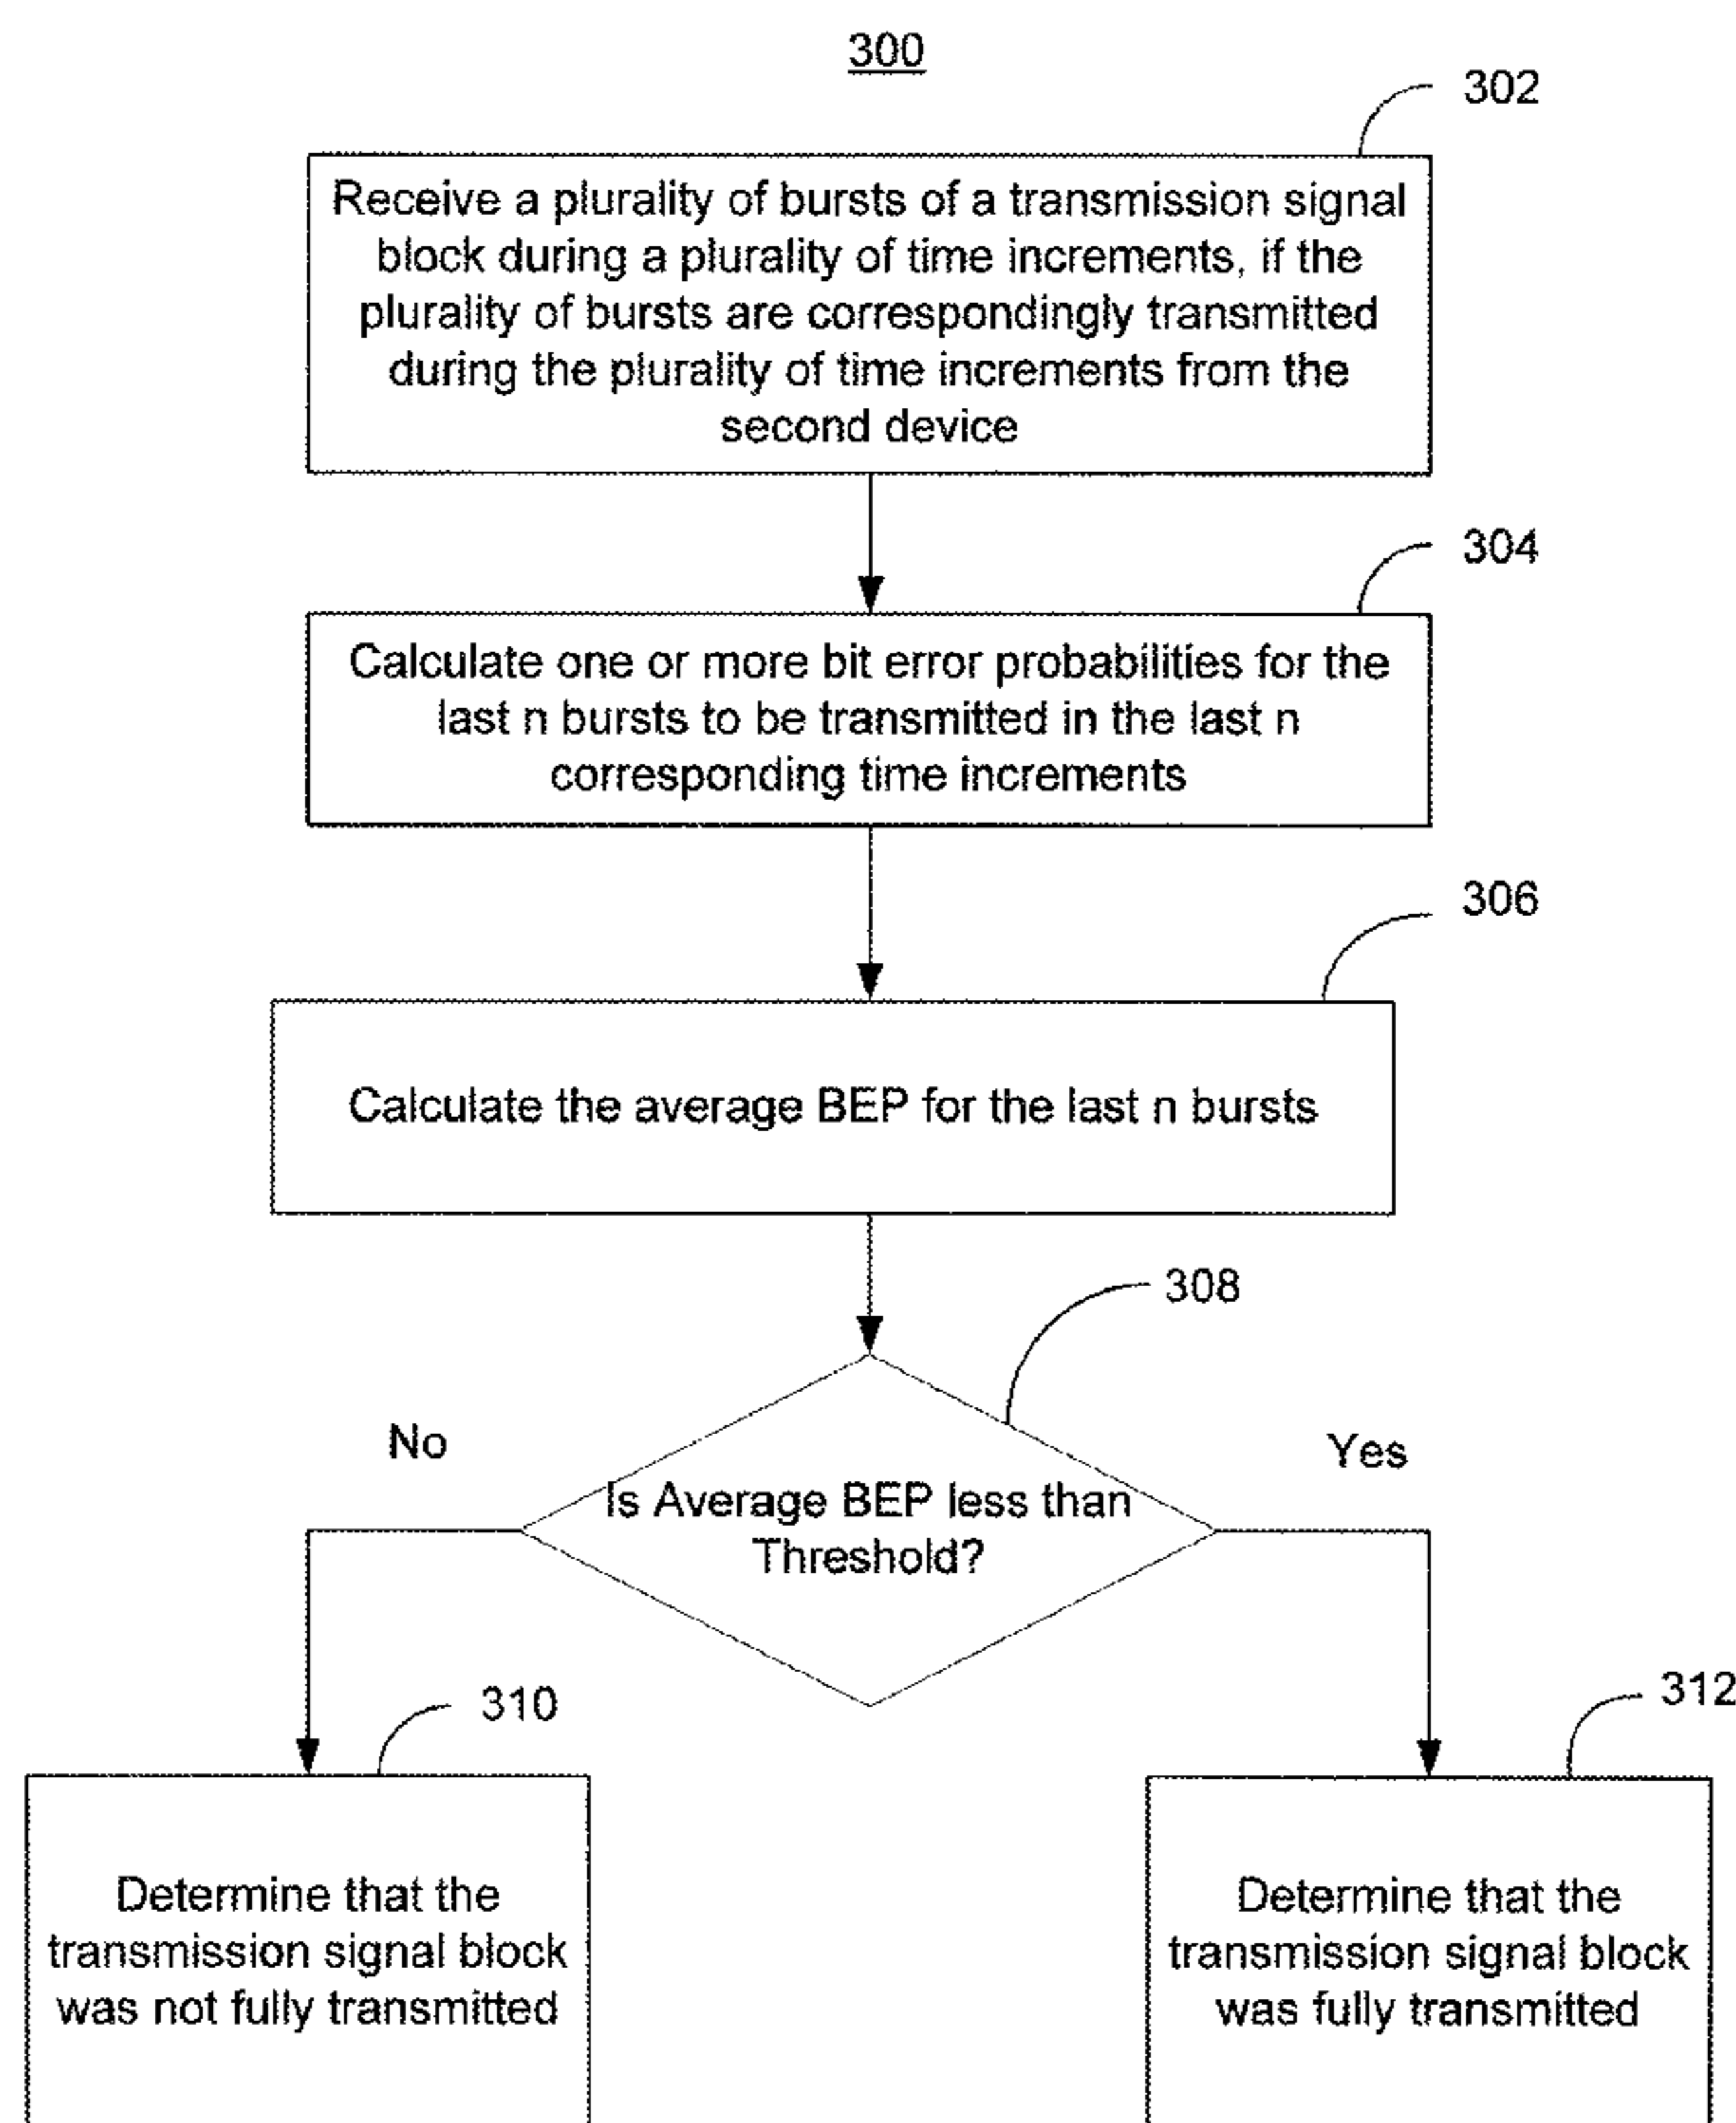 300
302
Receive a plurality of bursts of a transmission signal
block during a plurality of time increments, if the
plurality of bursts are correspondingly transmitted
during the plurality of time increments from the
second device
304
Calculate one or more bit error probabilities for the
last n bursts to be transmitted in the last n
corresponding time increments
306
Calculate the average BEP for the last n bursts
308
No
Yes
Is Average BEP less than
Threshold?
310
312
Determine that the
transmission signal block
was not fully transmitted
Determine that the
transmission signal block
was fully transmitted